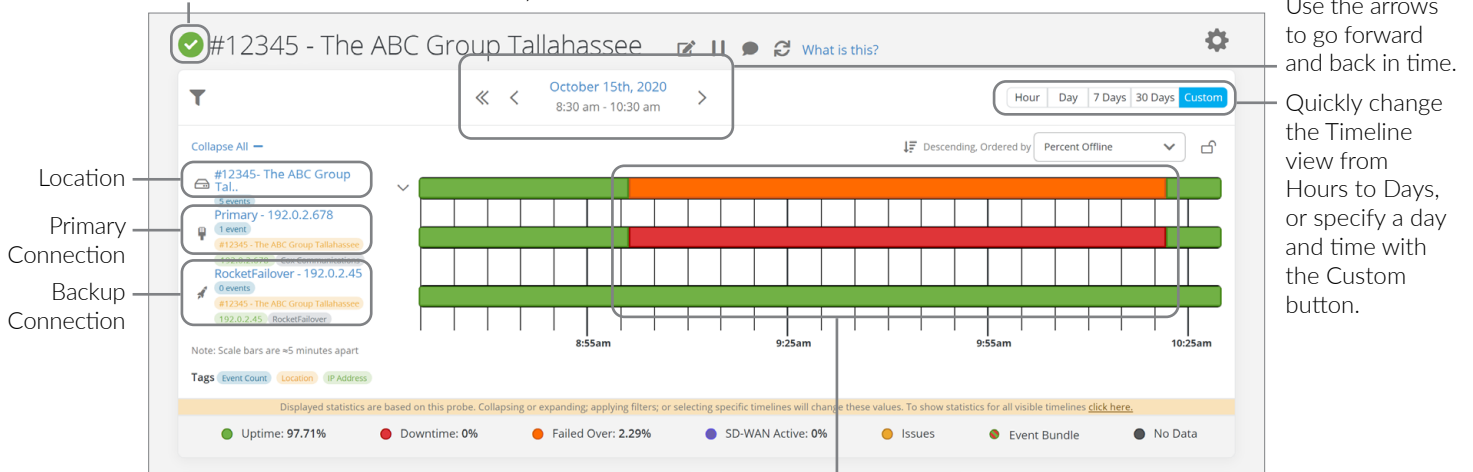 Use the arrows
to go forward
and back in time.
#12345 - The ABC Group Tallahassee
What is this?
October 15th, 2020
8:30 am - 10:30 am
Hour Day 7 Days 30 Days Custom
Quickly change
the Timeline
view from
Hours to Days,
or specify a day
and time with
the Custom
button.
Collapse All
Descending, Ordered by Percent Offline
Location
#12345- The ABC Group
Tal..
5 events
Primary
Connection
Primary - 192.0.2.678
1 event
#12345 - The ABC Group Tallahassee
192.0.2.678 Cox Communications
Backup
Connection
RocketFailover - 192.0.2.45
0 events
#12345 - The ABC Group Tallahassee
192.0.2.45 RocketFailover
8:55am 9:25am 9:55am 10:25am
Note: Scale bars are ≈5 minutes apart
Tags Event Count Location IP Address
Displayed statistics are based on this probe. Collapsing or expanding; applying filters; or selecting specific timelines will change these values. To show statistics for all visible timelines click here.
Uptime: 97.71% Downtime: 0% Failed Over: 2.29% SD-WAN Active: 0% Issues Event Bundle No Data